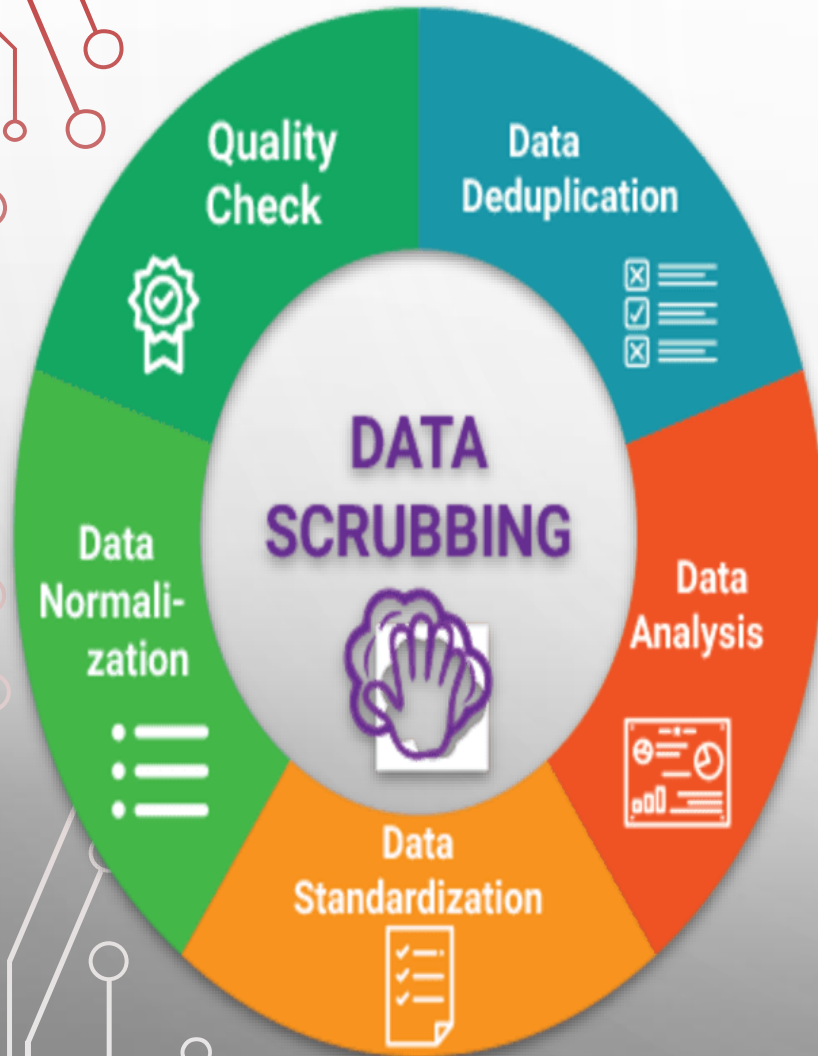 DATA
SCRUBBING
Data
Deduplication
Data
Analysis
Data
Standardization
Data
Normali-
zation
Quality
Check